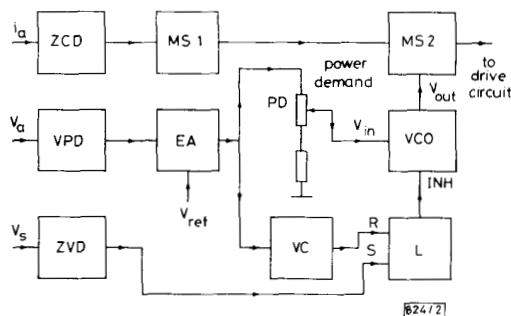 i_a
ZCD
MS 1
MS 2
to
drive
circuit
power
demand
V_out
V_a
VPD
EA
PD
V_in
VCO
V_ref
INH
V_s
ZVD
VC
R
S
L
824/2